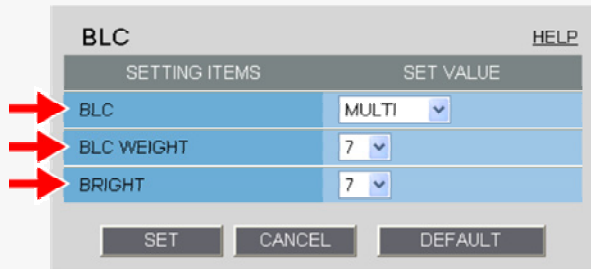 BLC HELP
SETTING ITEMS SET VALUE
BLC MULTI
BLC WEIGHT 7
BRIGHT 7
SET CANCEL DEFAULT